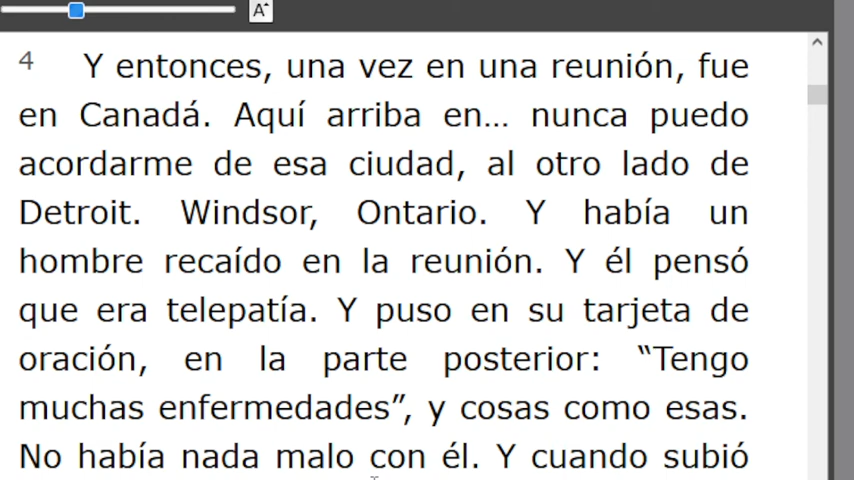 A^
4 Y entonces, una vez en una reunión, fue
en Canadá. Aquí arriba en… nunca puedo
acordarme de esa ciudad, al otro lado de
Detroit. Windsor, Ontario. Y había un
hombre recaído en la reunión. Y él pensó
que era telepatía. Y puso en su tarjeta de
oración, en la parte posterior: “Tengo
muchas enfermedades”, y cosas como esas.
No había nada malo con él. Y cuando subió